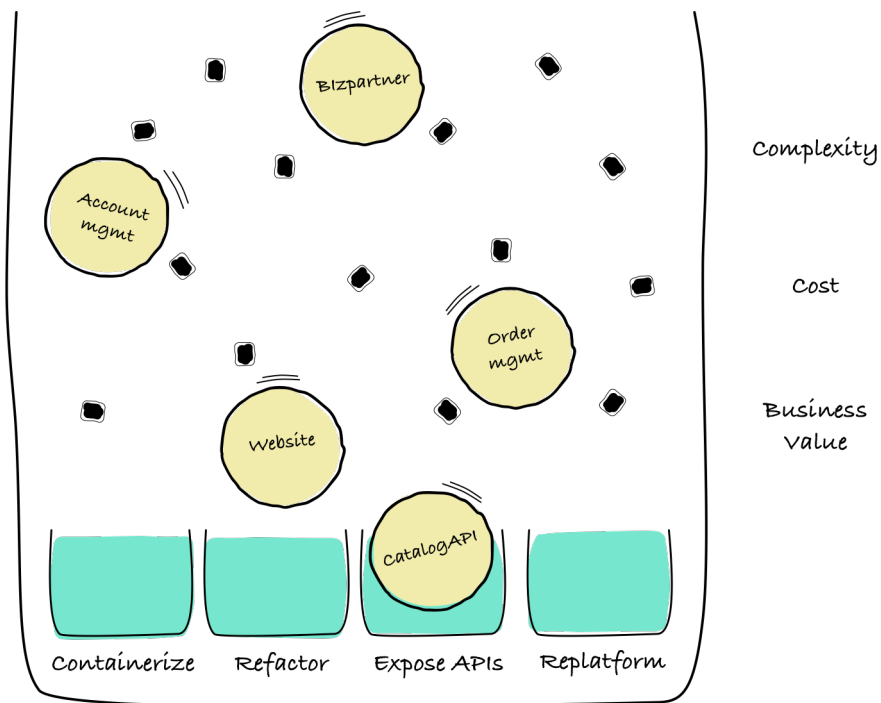 BIzpartner
Complexity
Account
mgmt
Cost
Order
mgmt
Business
Value
Website
CatalogAPI
Containerize
Refactor
Expose APIs
Replatform